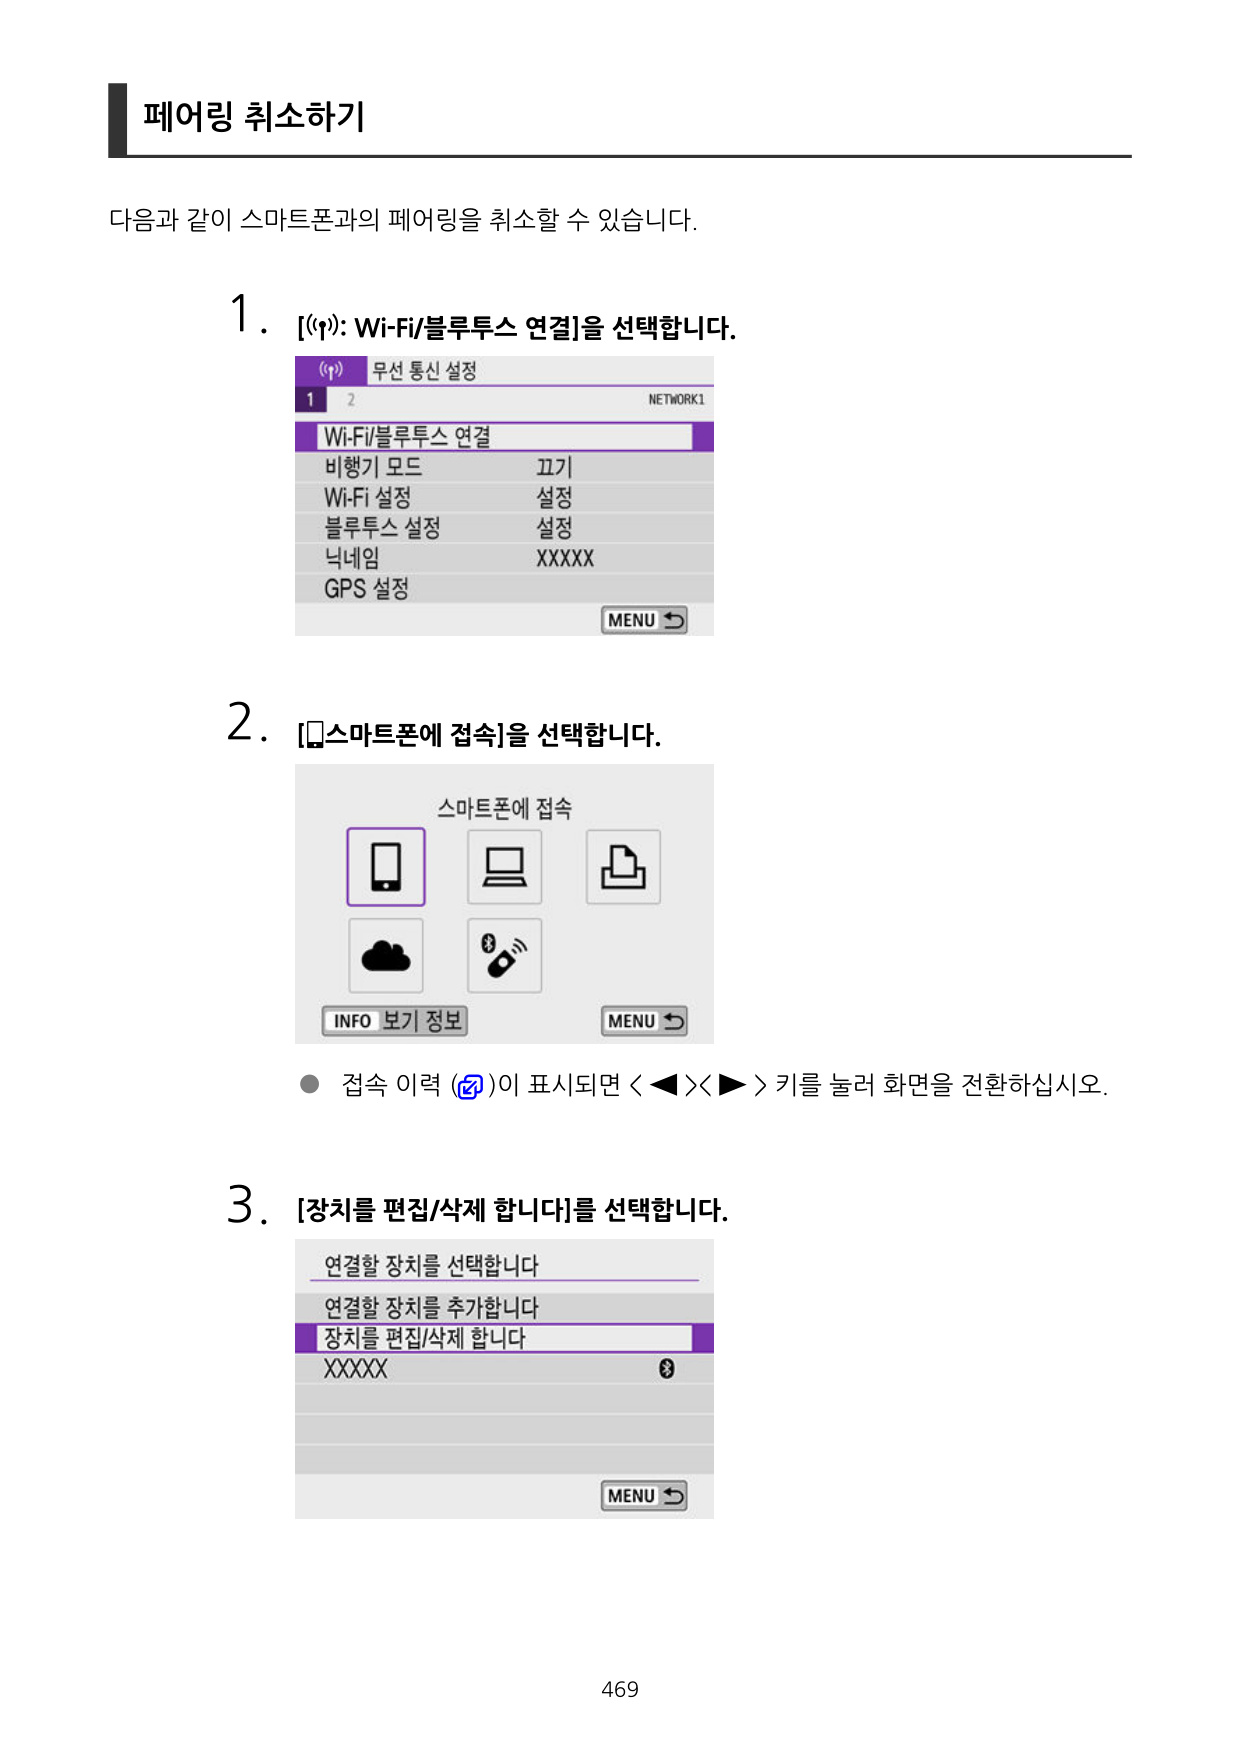 페어링 취소하기
다음과 같이 스마트폰과의 페어링을 취소할 수 있습니다.
1. [: Wi-Fi/블루투스 연결]을 선택합니다.
무선 통신 설정
1 2 NETWORK1
Wi-Fi/블루투스 연결
비행기 모드 끄기
Wi-Fi 설정 설정
블루투스 설정 설정
닉네임 XXXXX
GPS 설정
MENU
2. [스마트폰에 접속]을 선택합니다.
스마트폰에 접속
INFO 보기 정보 MENU
● 접속 이력 ()이 표시되면 < ◀ >< ▶ > 키를 눌러 화면을 전환하십시오.
3. [장치를 편집/삭제 합니다]를 선택합니다.
연결할 장치를 선택합니다
연결할 장치를 추가합니다
장치를 편집/삭제 합니다
XXXXX
MENU
469